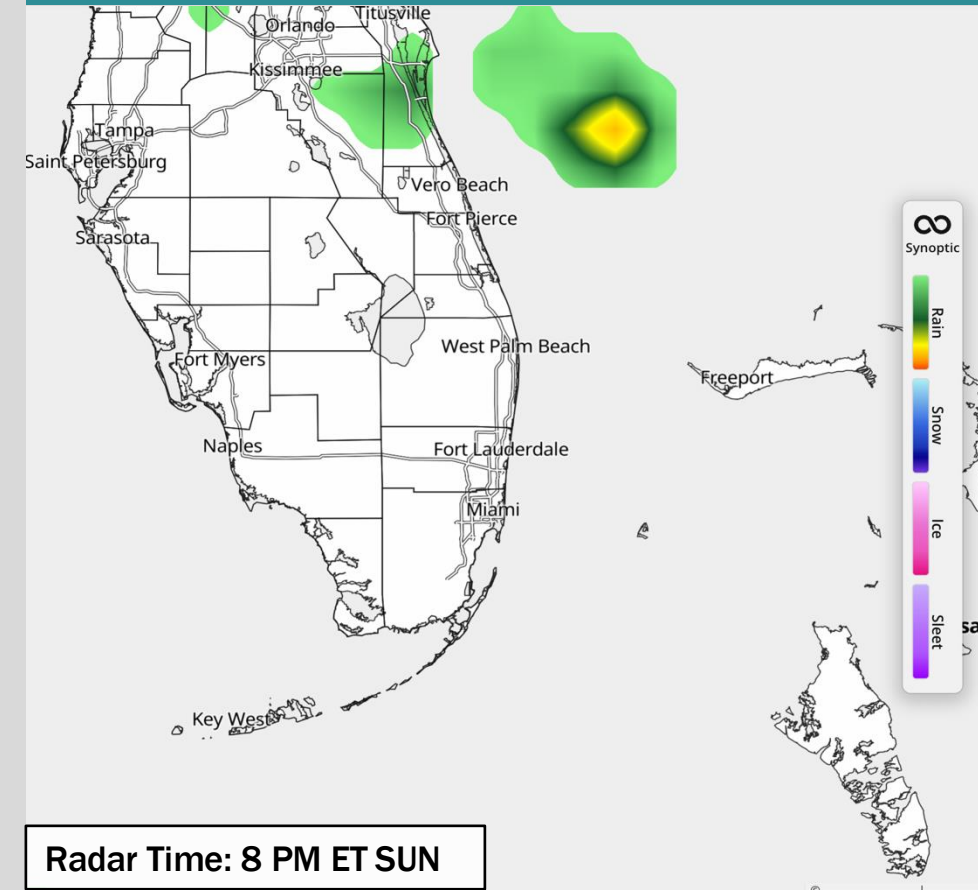 Titusville
Orlando
Kissimmee
Tampa
Saint Petersburg
Vero Beach
Fort Pierce
Sarasota
Synoptic
Rain
Snow
Ice
Sleet
West Palm Beach
Fort Myers
Freeport
Naples
Fort Lauderdale
Miami
sa
Key West
Radar Time: 8 PM ET SUN
©